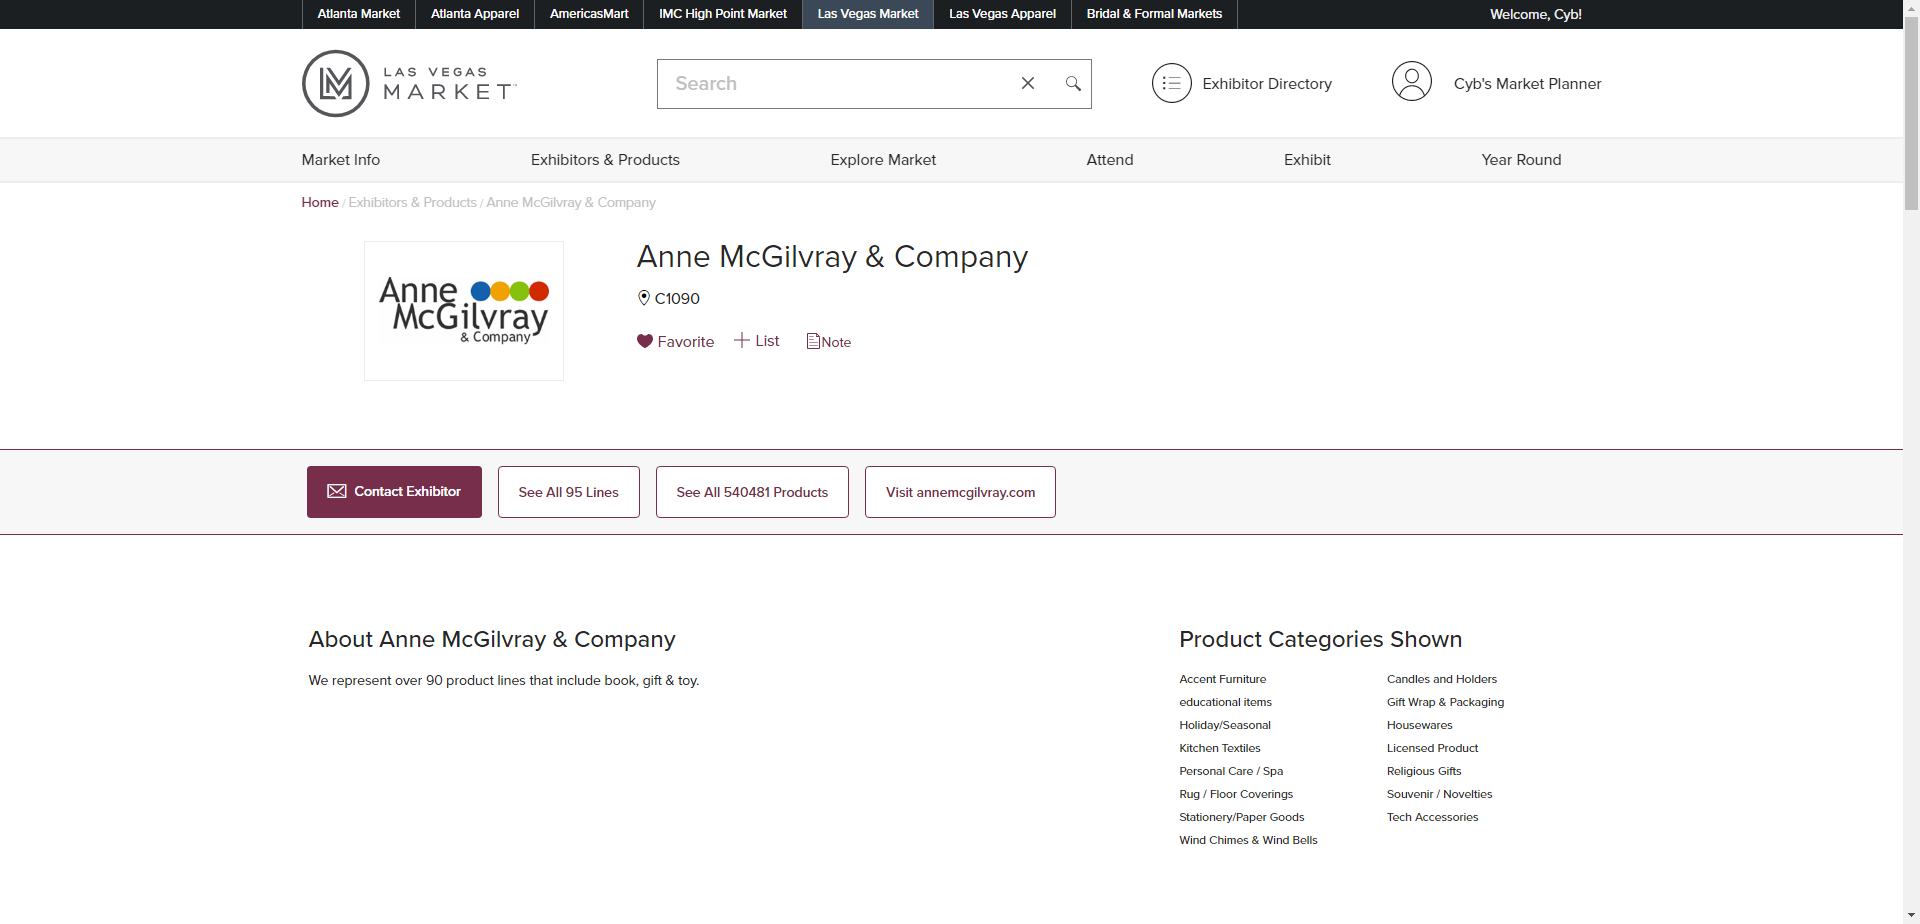 Atlanta Market
Atlanta Apparel
AmericasMart
IMC High Point Market
Las Vegas Market
Las Vegas Apparel
Bridal & Formal Markets
Welcome, Cyb!
LAS VEGAS
MARKET
Search
Exhibitor Directory
Cyb's Market Planner
Market Info
Exhibitors & Products
Explore Market
Attend
Exhibit
Year Round
Home / Exhibitors & Products / Anne McGilvray & Company
Anne
McGilvray
& Company
Anne McGilvray & Company
C1090
Favorite
List
Note
Contact Exhibitor
See All 95 Lines
See All 540481 Products
Visit annemcgilvray.com
About Anne McGilvray & Company
We represent over 90 product lines that include book, gift & toy.
Product Categories Shown
Accent Furniture
Candles and Holders
educational items
Gift Wrap & Packaging
Holiday/Seasonal
Housewares
Kitchen Textiles
Licensed Product
Personal Care / Spa
Religious Gifts
Rug / Floor Coverings
Souvenir / Novelties
Stationery/Paper Goods
Tech Accessories
Wind Chimes & Wind Bells